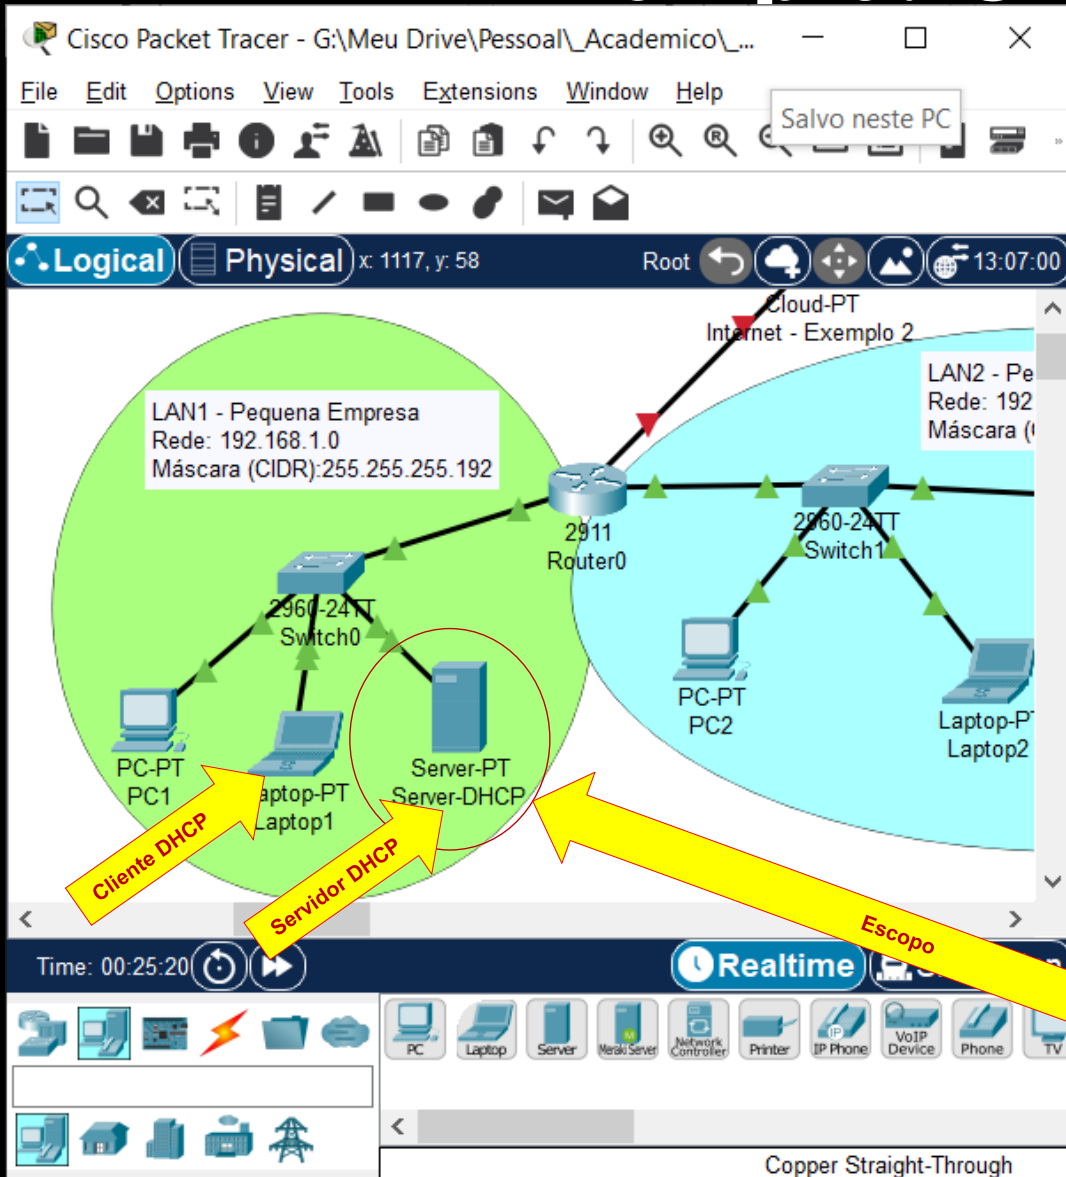 Cisco Packet Tracer - G:\Meu Drive\Pessoal\_Academico\_...
File Edit Options View Tools Extensions Window Help
Salvo neste PC
Logical Physical x: 1117, y: 58 Root 13:07:00
Cloud-PT
Internet - Exemplo 2
LAN1 - Pequena Empresa
Rede: 192.168.1.0
Máscara (CIDR):255.255.255.192
LAN2 - Pe
Rede: 192
Máscara (
2911
Router0
2960-24TT
Switch1
2960-24TT
Switch0
PC-PT
PC2
Laptop-PT
Laptop2
PC-PT
PC1
aptop-PT
Laptop1
Server-PT
Server-DHCP
Cliente DHCP
Servidor DHCP
Escopo
Time: 00:25:20
Realtime
PC Laptop Server Meraki Server Network Controller Printer IP Phone VoIP Device Phone TV
Copper Straight-Through